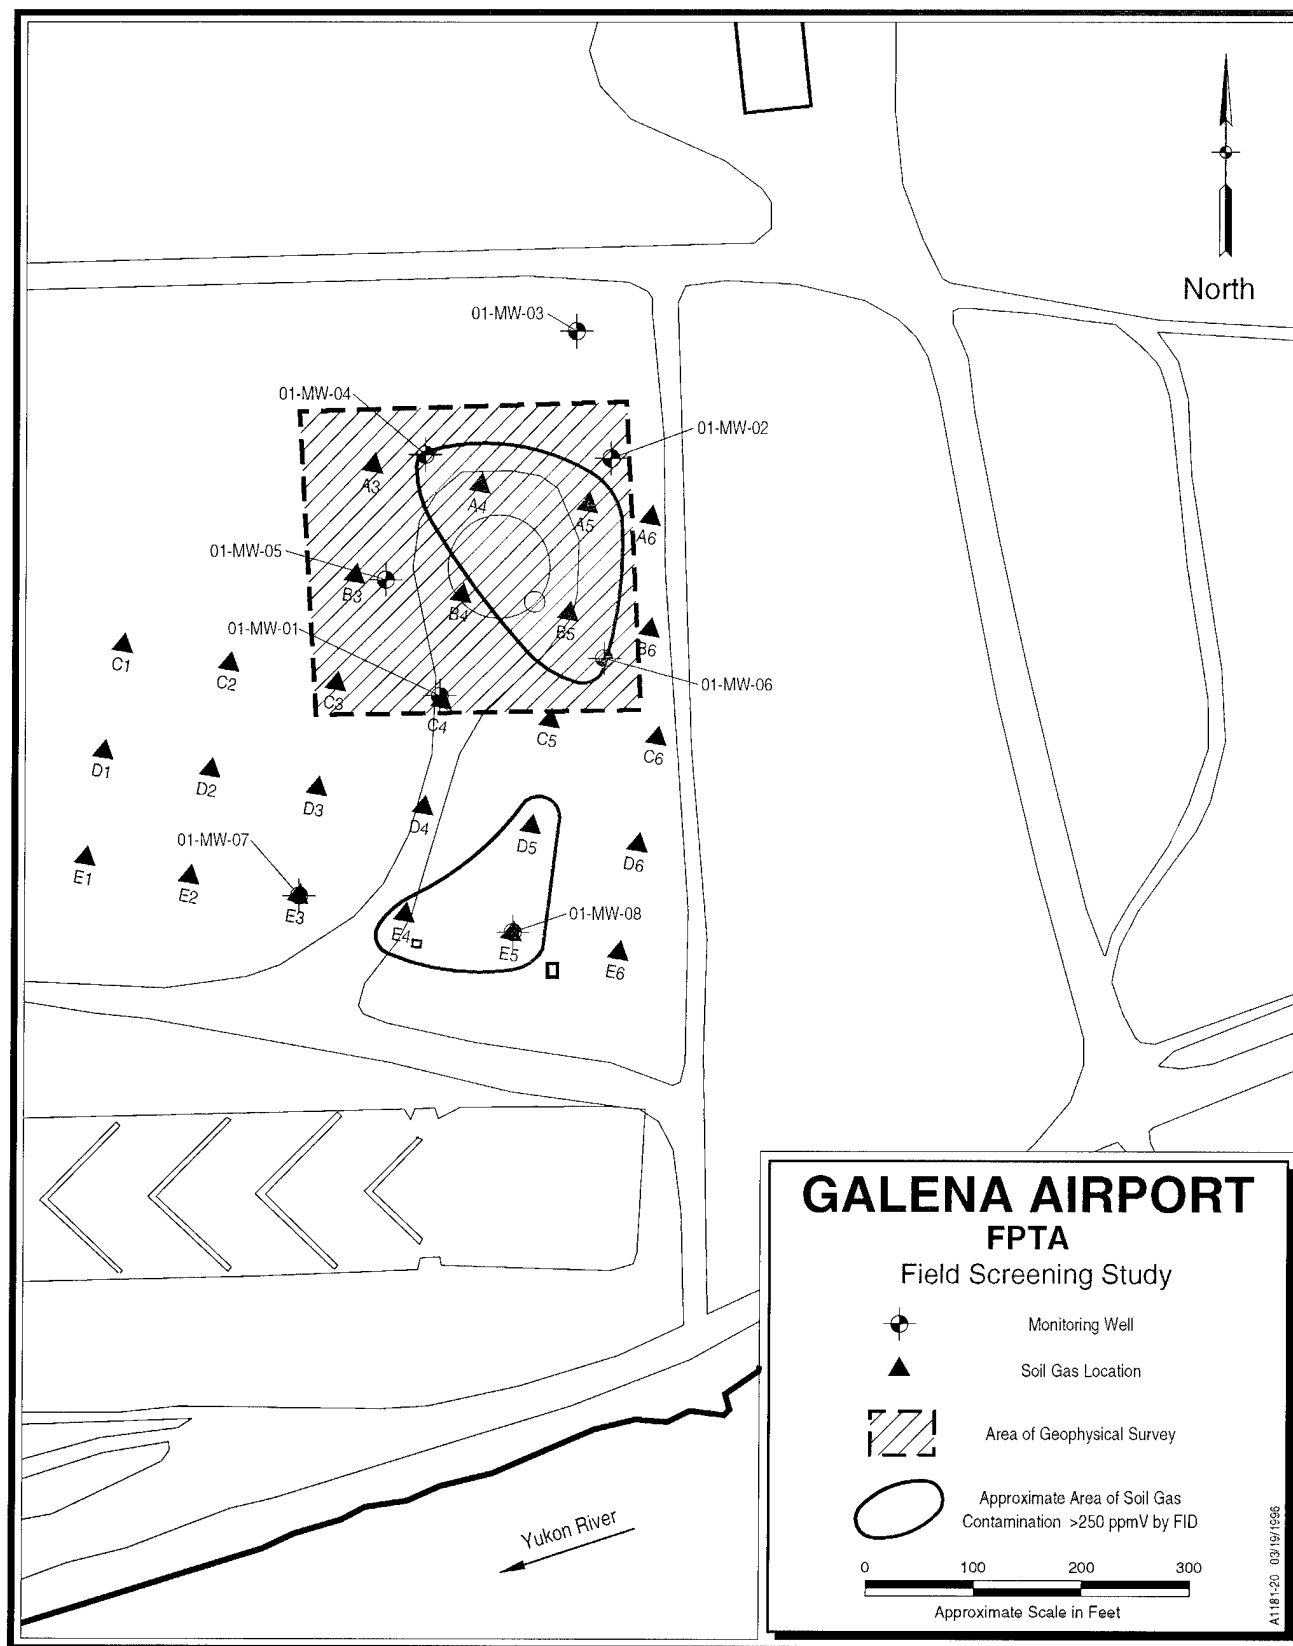 North
01-MW-03
01-MW-04
01-MW-02
A3
A4
A5
A6
01-MW-05
B3
B4
B5
B6
01-MW-01
01-MW-06
C1
C2
C3
C4
C5
C6
D1
D2
D3
D4
D5
D6
01-MW-07
E1
E2
E3
E4
01-MW-08
E5
E6
Yukon River
GALENA AIRPORT
FPTA
Field Screening Study
Monitoring Well
Soil Gas Location
Area of Geophysical Survey
Approximate Area of Soil Gas
Contamination >250 ppmV by FID
0 100 200 300
Approximate Scale in Feet
A1181-20 03/19/1996